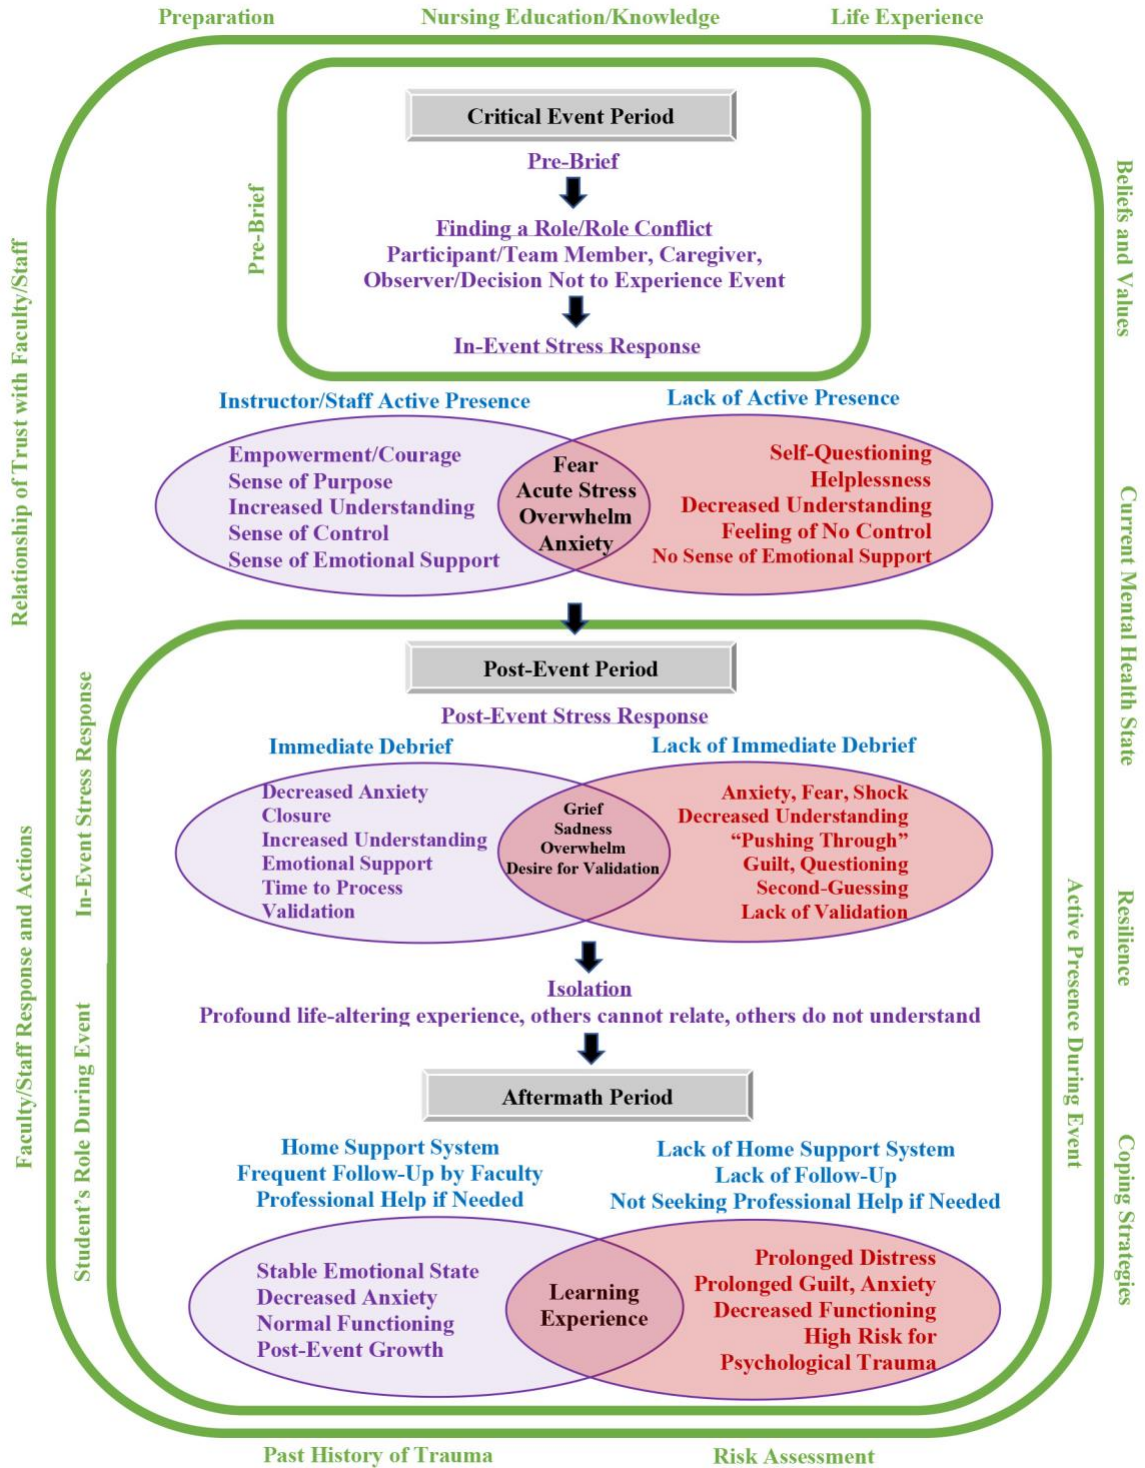 Preparation
Nursing Education/Knowledge
Life Experience
Pre-Brief
Critical Event Period
Pre-Brief
Finding a Role/Role Conflict
Participant/Team Member, Caregiver,
Observer/Decision Not to Experience Event
In-Event Stress Response
Relationship of Trust with Faculty/Staff
Faculty/Staff Response and Actions
Beliefs and Values
Current Mental Health State
Resilience
Coping Strategies
Instructor/Staff Active Presence
Empowerment/Courage
Sense of Purpose
Increased Understanding
Sense of Control
Sense of Emotional Support
Fear
Acute Stress
Overwhelm
Anxiety
Lack of Active Presence
Self-Questioning
Helplessness
Decreased Understanding
Feeling of No Control
No Sense of Emotional Support
In-Event Stress Response
Student's Role During Event
Active Presence During Event
Post-Event Period
Post-Event Stress Response
Immediate Debrief
Decreased Anxiety
Closure
Increased Understanding
Emotional Support
Time to Process
Validation
Grief
Sadness
Overwhelm
Desire for Validation
Lack of Immediate Debrief
Anxiety, Fear, Shock
Decreased Understanding
“Pushing Through”
Guilt, Questioning
Second-Guessing
Lack of Validation
Isolation
Profound life-altering experience, others cannot relate, others do not understand
Aftermath Period
Home Support System
Frequent Follow-Up by Faculty
Professional Help if Needed
Lack of Home Support System
Lack of Follow-Up
Not Seeking Professional Help if Needed
Stable Emotional State
Decreased Anxiety
Normal Functioning
Post-Event Growth
Learning
Experience
Prolonged Distress
Prolonged Guilt, Anxiety
Decreased Functioning
High Risk for
Psychological Trauma
Past History of Trauma
Risk Assessment